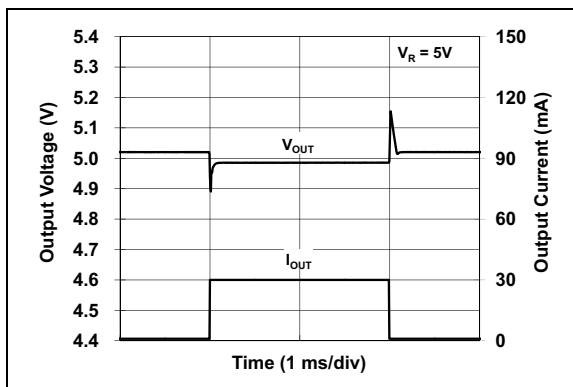 5.4
5.3
5.2
5.1
5.0
4.9
4.8
4.7
4.6
4.5
4.4
Output Voltage (V)
V_R = 5V
V_OUT
I_OUT
150
120
90
60
30
0
Output Current (mA)
Time (1 ms/div)